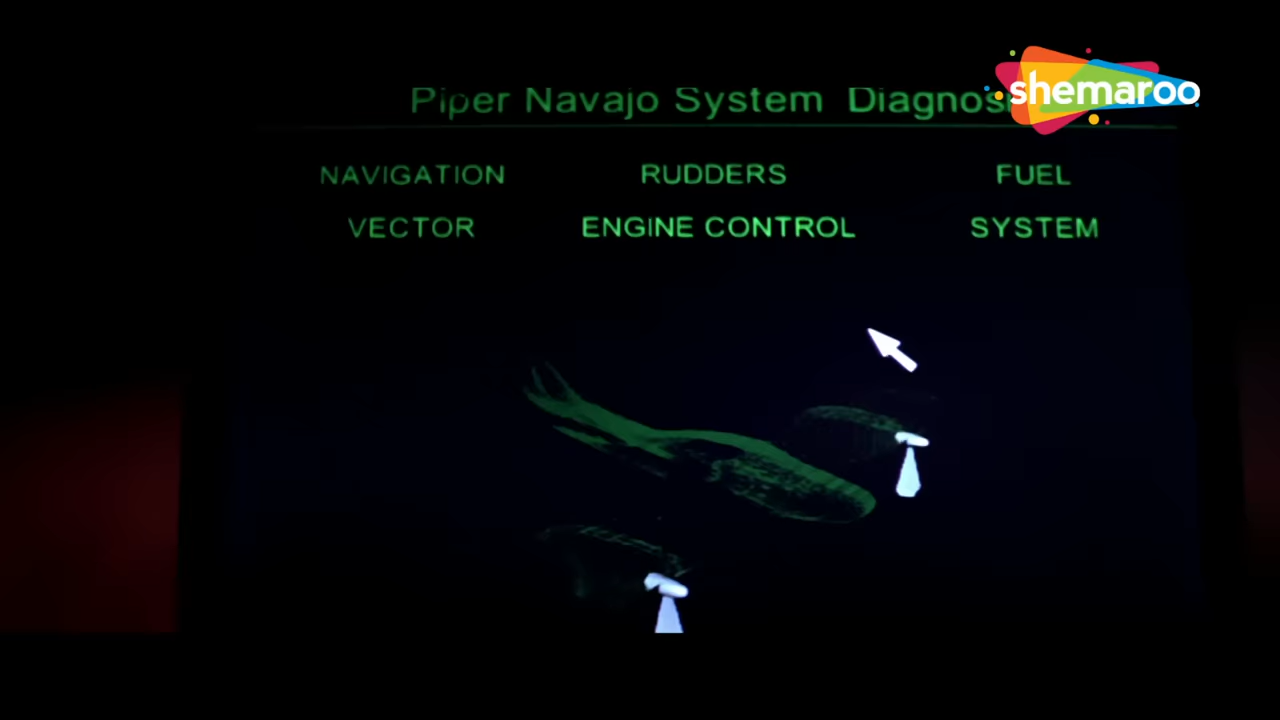 Piper Navajo System Diagnos
shemaroo
NAVIGATION RUDDERS FUEL
VECTOR ENGINE CONTROL SYSTEM